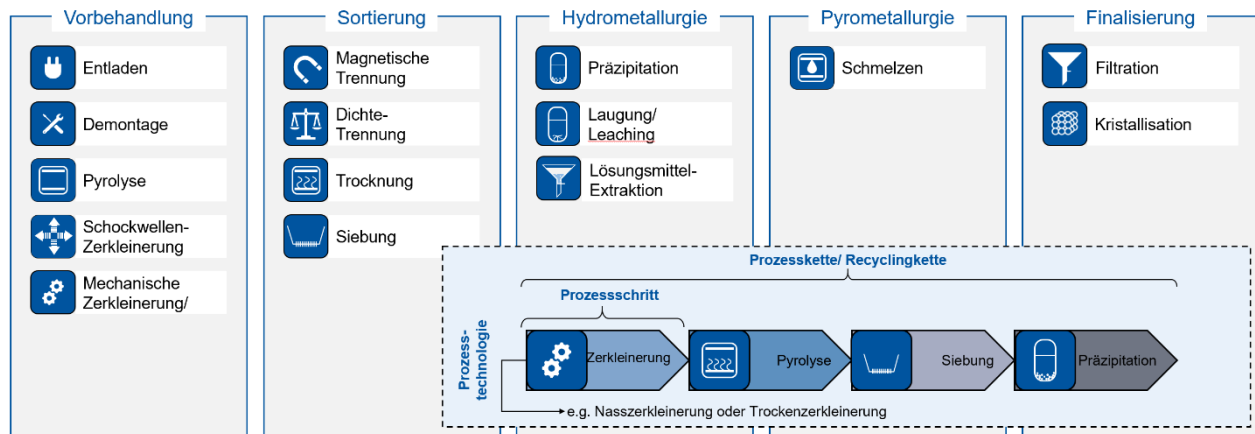 Vorbehandlung
Entladen
Demontage
Pyrolyse
Schockwellen-
Zerkleinerung
Mechanische
Zerkleinerung/
Sortierung
Magnetische
Trennung
Dichte-
Trennung
Trocknung
Siebung
Hydrometallurgie
Präzipitation
Laugung/
Leaching
Lösungsmittel-
Extraktion
Pyrometallurgie
Schmelzen
Finalisierung
Filtration
Kristallisation
Prozesskette/ Recyclingkette
Prozessschritt
Prozess-
technologie
Zerkleinerung
Pyrolyse
Siebung
Präzipitation
e.g. Nasszerkleinerung oder Trockenzerkleinerung